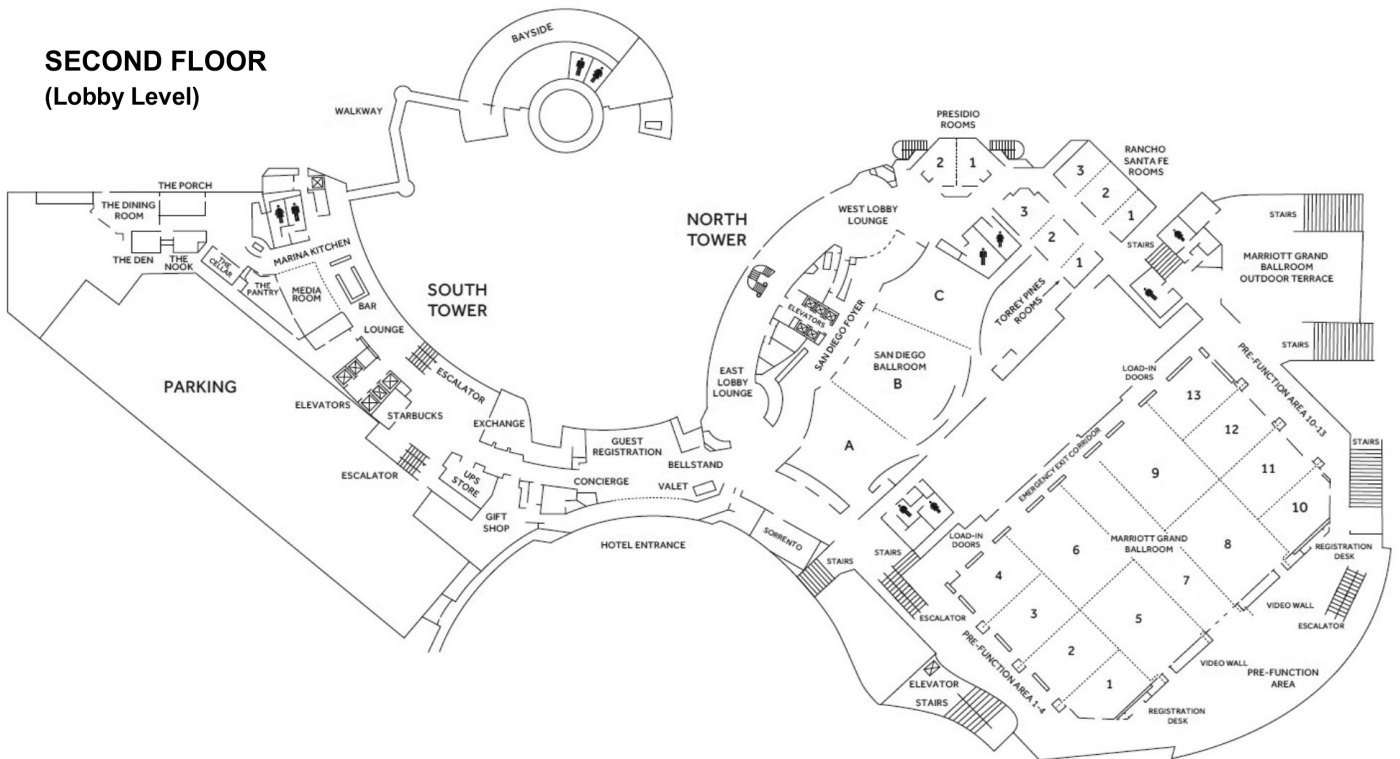 SECOND FLOOR
(Lobby Level)
BAYSIDE
WALKWAY
THE PORCH
THE DINING
ROOM
THE DEN
THE
NOOK
THE
CELLAR
THE
PANTRY
MARINA KITCHEN
MEDIA
ROOM
BAR
LOUNGE
SOUTH
TOWER
PARKING
ELEVATORS
STARBUCKS
ESCALATOR
EXCHANGE
ESCALATOR
UPS
STORE
GIFT
SHOP
GUEST
REGISTRATION
CONCIERGE
BELLSTAND
VALET
HOTEL ENTRANCE
SORRENTO
STAIRS
NORTH
TOWER
PRESIDIO
ROOMS
2
1
WEST LOBBY
LOUNGE
ELEVATORS
SAN DIEGO FOYER
EAST
LOBBY
LOUNGE
C
SAN DIEGO
BALLROOM
B
A
RANCHO
SANTA FE
ROOMS
3
2
1
3
2
1
TORREY PINES
ROOMS
STAIRS
STAIRS
MARRIOTT GRAND
BALLROOM
OUTDOOR TERRACE
STAIRS
PRE-FUNCTION AREA 10-13
STAIRS
LOAD-IN
DOORS
EMERGENCY EXIT CORRIDOR
13
12
11
10
9
8
MARRIOTT GRAND
BALLROOM
7
6
5
4
3
2
1
LOAD-IN
DOORS
STAIRS
ESCALATOR
PRE-FUNCTION AREA 1-4
ELEVATOR
STAIRS
REGISTRATION
DESK
VIDEO WALL
ESCALATOR
VIDEO WALL
PRE-FUNCTION
AREA
REGISTRATION
DESK